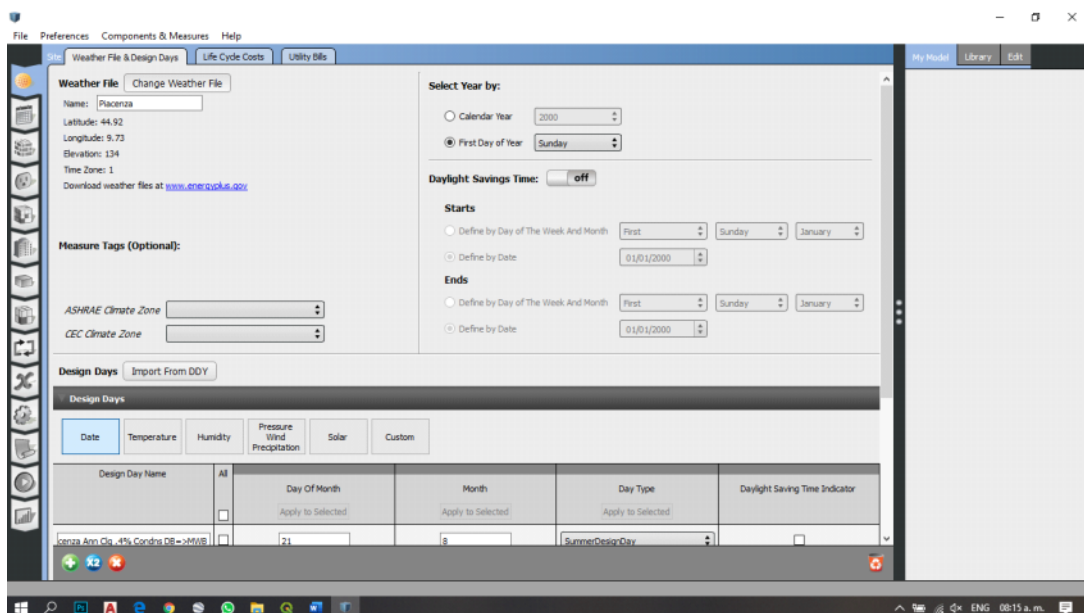 File Preferences Components & Measures Help
Site Weather File & Design Days Life Cycle Costs Utility Bills
My Model Library Edit
Weather File Change Weather File
Name: Piacenza
Latitude: 44.92
Longitude: 9.73
Elevation: 134
Time Zone: 1
Download weather files at www.energyplus.gov
Measure Tags (Optional):
ASHRAE Climate Zone
CEC Climate Zone
Select Year by:
Calendar Year 2000
First Day of Year Sunday
Daylight Savings Time: off
Starts
Define by Day of The Week And Month First Sunday January
Define by Date 01/01/2000
Ends
Define by Day of The Week And Month First Sunday January
Define by Date 01/01/2000
Design Days Import From DDY
Design Days
Date Temperature Humidity Pressure Wind Precipitation Solar Custom
Design Day Name All Day Of Month Month Day Type Daylight Saving Time Indicator
Apply to Selected Apply to Selected Apply to Selected
cenza Ann Clg .4% Condns DB=>MWB 21 8 SummerDesignDay
X2
ENG 08:15 a. m.